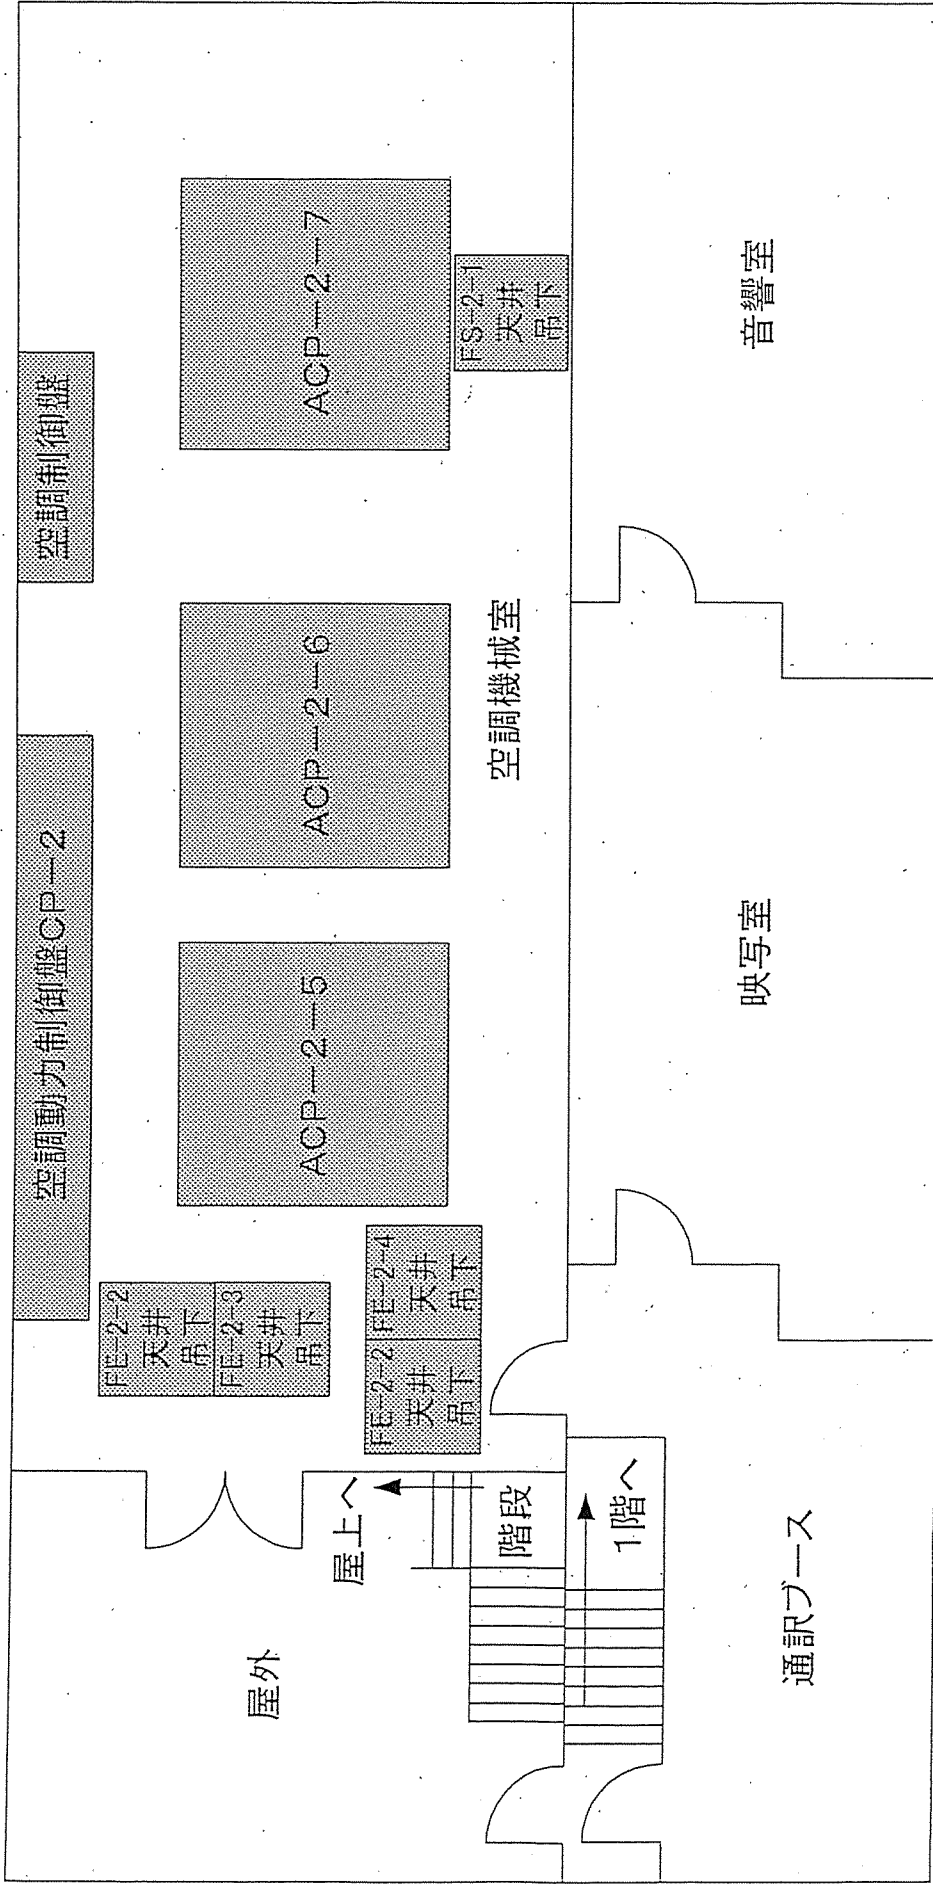 空調動力制御盤CP-2
空調制御盤
FE-2-2
天井
吊下
FE-2-3
天井
吊下
FE-2-2
天井
吊下
FE-2-4
天井
吊下
ACP-2-5
ACP-2-6
ACP-2-7
FS-2-1
天井
吊下
空調機械室
屋外
屋上へ
階段
1階へ
通訳ブース
映写室
音響室